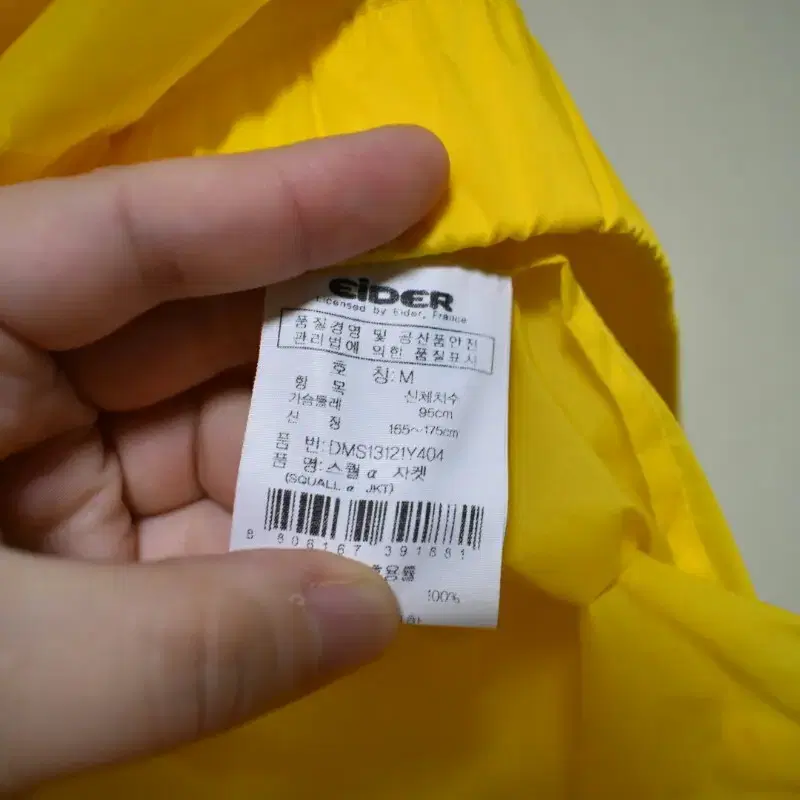 EIDER
Licensed by Eider, France
품질경영 및 공산품안전
관리법에 의한 품질표시
호 칭: M
항 목 신체치수
가슴둘레 95cm
신 장 165~175cm
품 번: DMS13121Y404
품 명: 스퀄 α 자켓
(SQUALL α JKT)
8 806167 391881
혼용률
100%